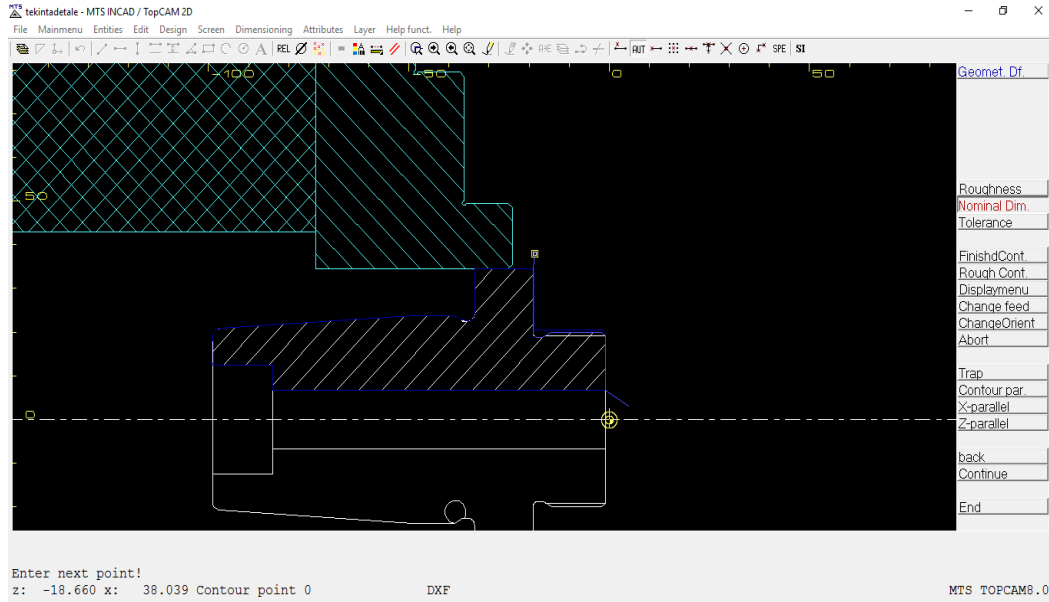 MTS
tekintadetale - MTS INCAD / TopCAM 2D
File Mainmenu Entities Edit Design Screen Dimensioning Attributes Layer Help funct. Help
REL AUT SPE SI
-100 -50 0 50
50
0
Geomet. Df.
Roughness
Nominal Dim.
Tolerance
FinishdCont.
Rough Cont.
Displaymenu
Change feed
ChangeOrient
Abort
Trap
Contour par.
X-parallel
Z-parallel
back
Continue
End
Enter next point!
z: -18.660 x: 38.039 Contour point 0 DXF MTS TOPCAM8.0